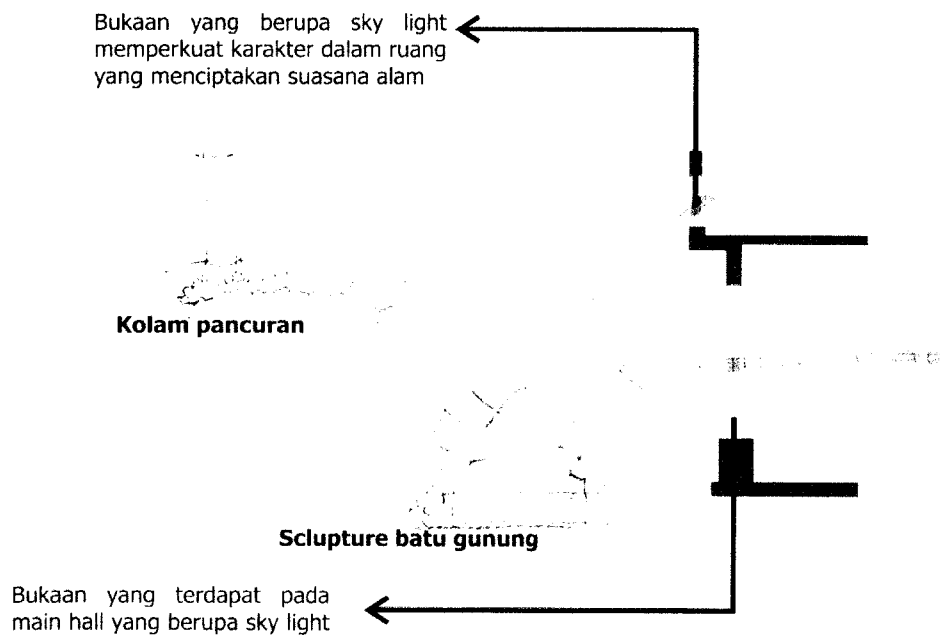 Bukaan yang berupa sky light
memperkuat karakter dalam ruang
yang menciptakan suasana alam
Kolam pancuran
Sclupture batu gunung
Bukaan yang terdapat pada
main hall yang berupa sky light